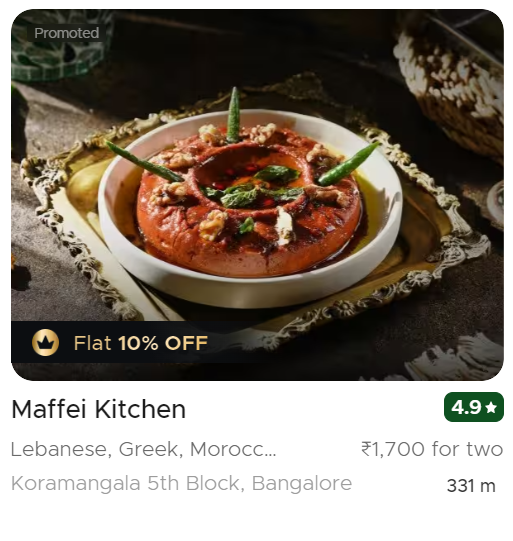 Promoted
Flat 10% OFF
Maffei Kitchen
4.9★
Lebanese, Greek, Morocc...
₹1,700 for two
Koramangala 5th Block, Bangalore
331 m